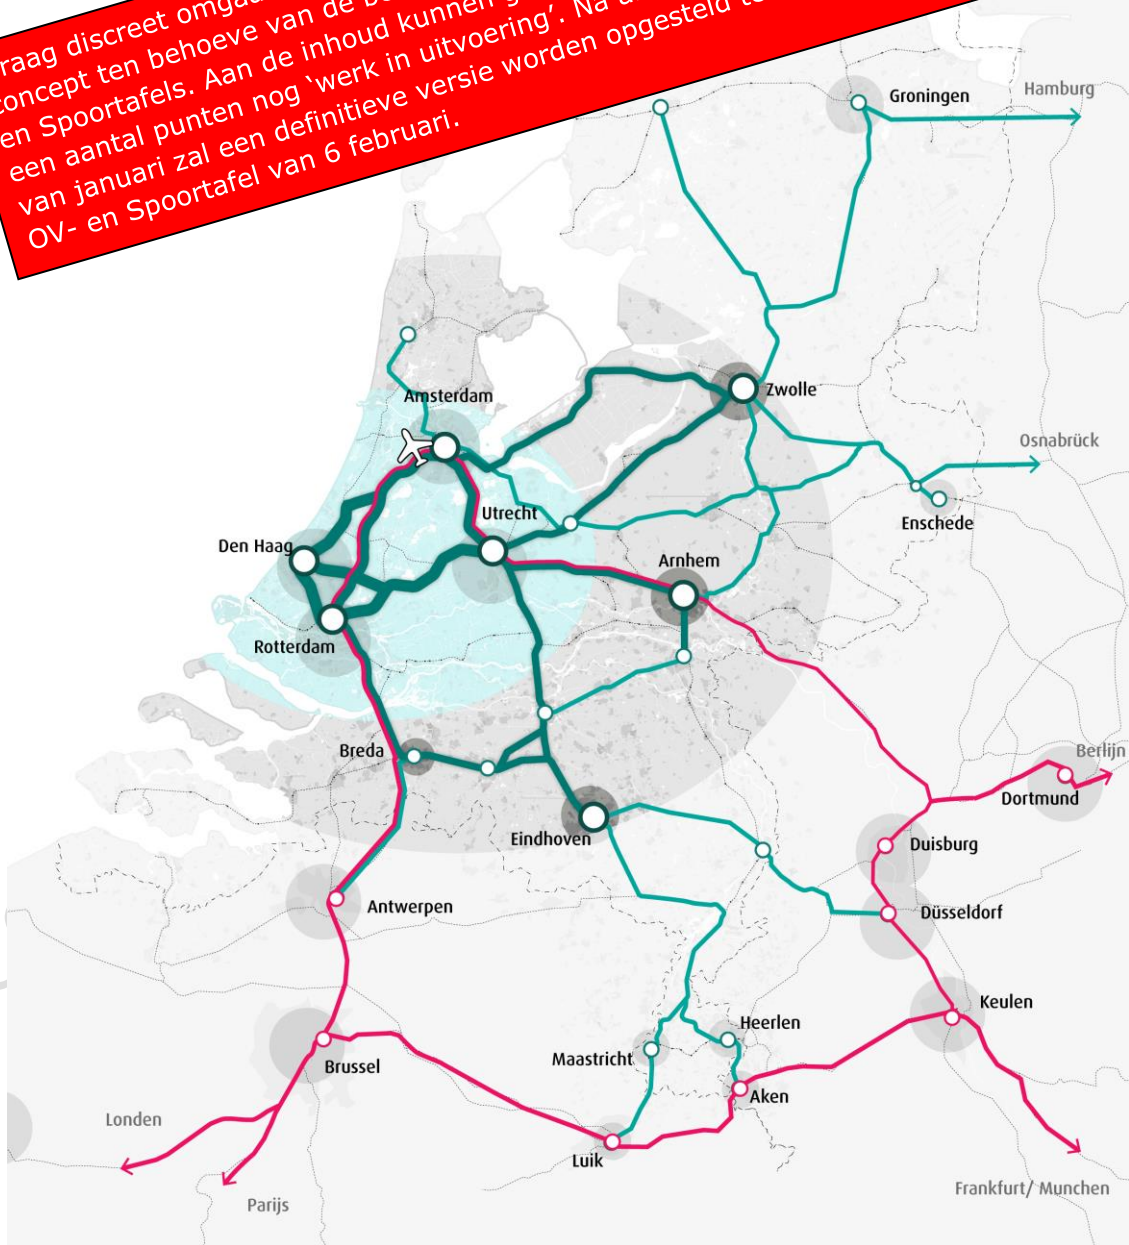 raag discreet omga
concept ten behoeve van de b
en Spoortafels. Aan de inhoud kunnen
een aantal punten nog ‘werk in uitvoering’. Na d
van januari zal een definitieve versie worden opgesteld
OV- en Spoortafel van 6 februari.
Groningen
Hamburg
Amsterdam
Zwolle
Osnabrück
Utrecht
Enschede
Den Haag
Arnhem
Rotterdam
Breda
Berlijn
Dortmund
Eindhoven
Duisburg
Antwerpen
Düsseldorf
Keulen
Heerlen
Maastricht
Brussel
Aken
Londen
Luik
Frankfurt/ Munchen
Parijs